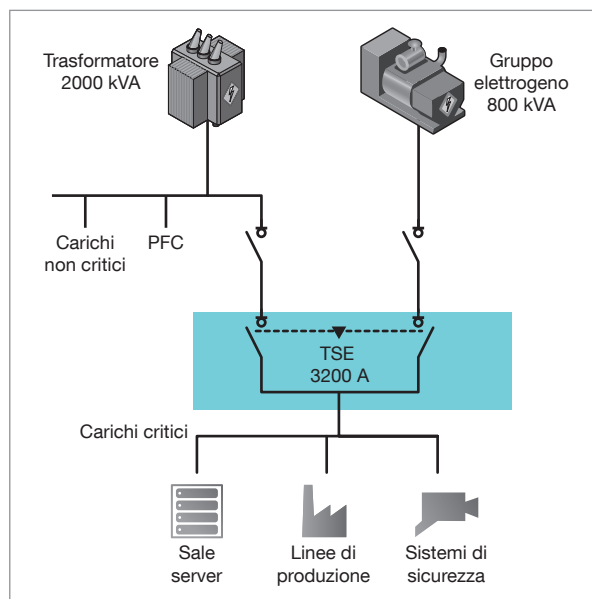 Trasformatore
2000 kVA
Gruppo
elettrogeno
800 kVA
Carichi
non critici
PFC
TSE
3200 A
Carichi critici
Sale
server
Linee di
produzione
Sistemi di
sicurezza